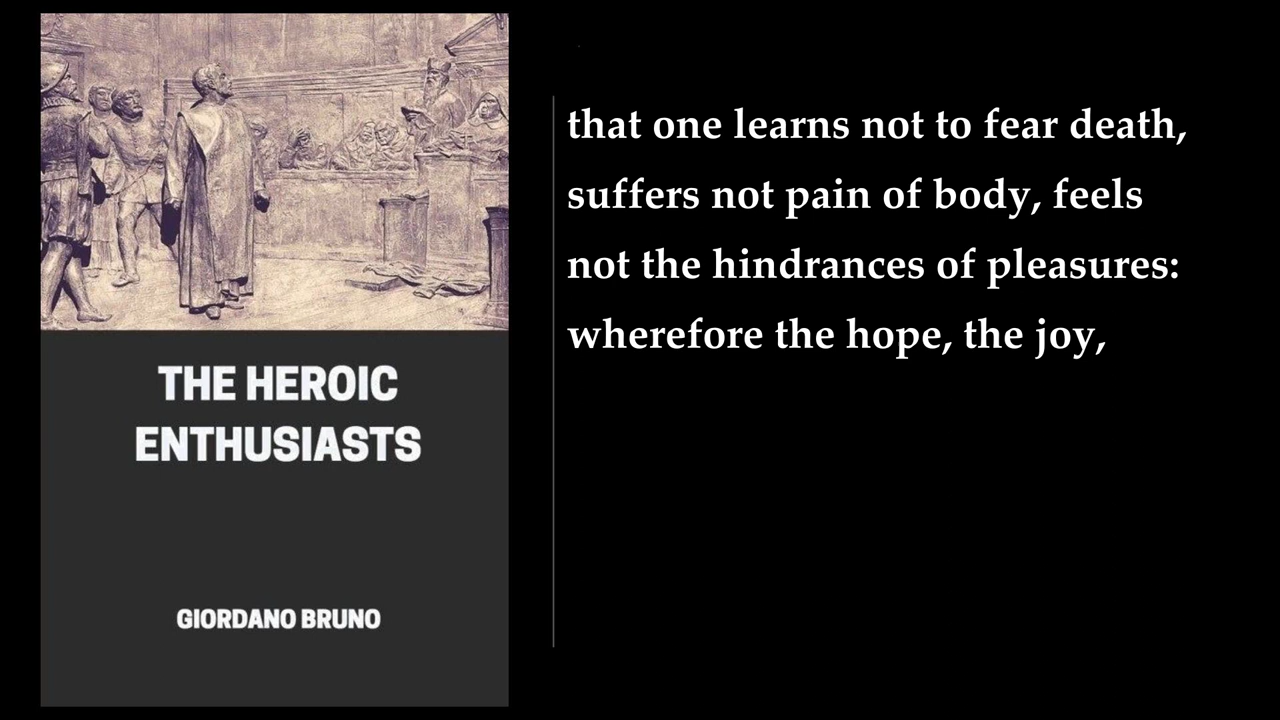 THE HEROIC
ENTHUSIASTS
GIORDANO BRUNO
that one learns not to fear death,
suffers not pain of body, feels
not the hindrances of pleasures:
wherefore the hope, the joy,